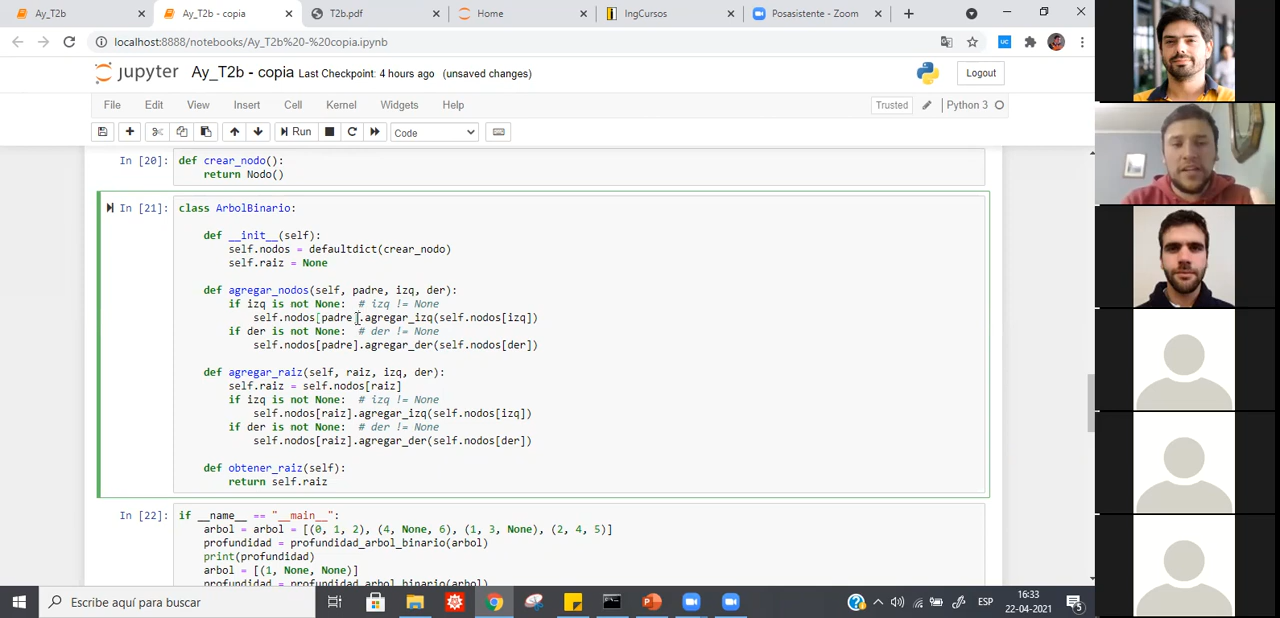 Ay_T2b
Ay_T2b - copia
T2b.pdf
Home
IngCursos
Posasistente - Zoom
localhost:8888/notebooks/Ay_T2b%20-%20copia.ipynb
jupyter Ay_T2b - copia Last Checkpoint: 4 hours ago (unsaved changes)
Logout
File Edit View Insert Cell Kernel Widgets Help
Trusted
Python 3
Run
Code
In [20]: def crear_nodo():
return Nodo()
In [21]: class ArbolBinario:
def __init__(self):
self.nodos = defaultdict(crear_nodo)
self.raiz = None
def agregar_nodos(self, padre, izq, der):
if izq is not None: # izq != None
self.nodos[padre].agregar_izq(self.nodos[izq])
if der is not None: # der != None
self.nodos[padre].agregar_der(self.nodos[der])
def agregar_raiz(self, raiz, izq, der):
self.raiz = self.nodos[raiz]
if izq is not None: # izq != None
self.nodos[raiz].agregar_izq(self.nodos[izq])
if der is not None: # der != None
self.nodos[raiz].agregar_der(self.nodos[der])
def obtener_raiz(self):
return self.raiz
In [22]: if __name__ == "__main__":
arbol = arbol = [(0, 1, 2), (4, None, 6), (1, 3, None), (2, 4, 5)]
profundidad = profundidad_arbol_binario(arbol)
print(profundidad)
arbol = [(1, None, None)]
profundidad = profundidad_arbol_binario(arbol)
Escribe aquí para buscar
ESP
16:33
22-04-2021
5